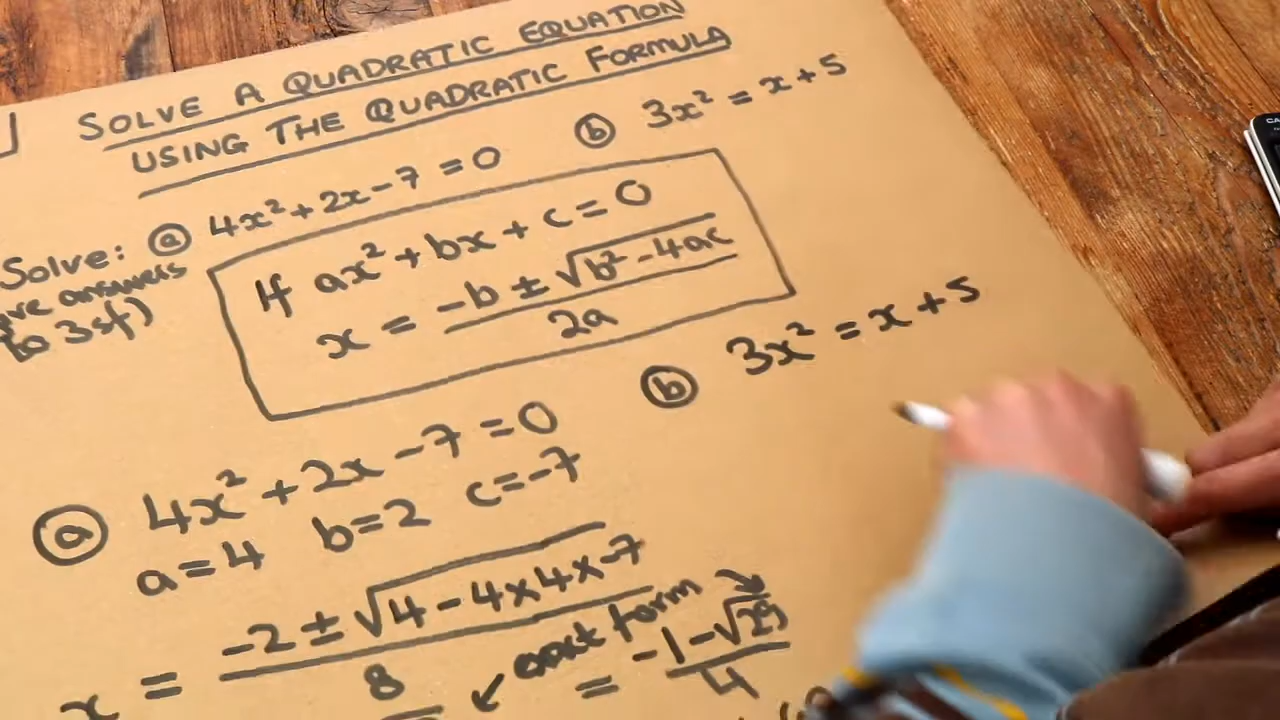 SOLVE A QUADRATIC EQUATION
USING THE QUADRATIC FORMULA
Solve: ⓐ 4x² + 2x - 7 = 0
ⓑ 3x² = x + 5
answers
to 3sf)
If ax² + bx + c = 0
x = (-b ± √(b² - 4ac))/2a
ⓐ 4x² + 2x - 7 = 0
a = 4 b = 2 c = -7
x = (-2 ± √(4 - 4×4×-7))/8
exact form
= (-1 - √29)/4
ⓑ 3x² = x + 5